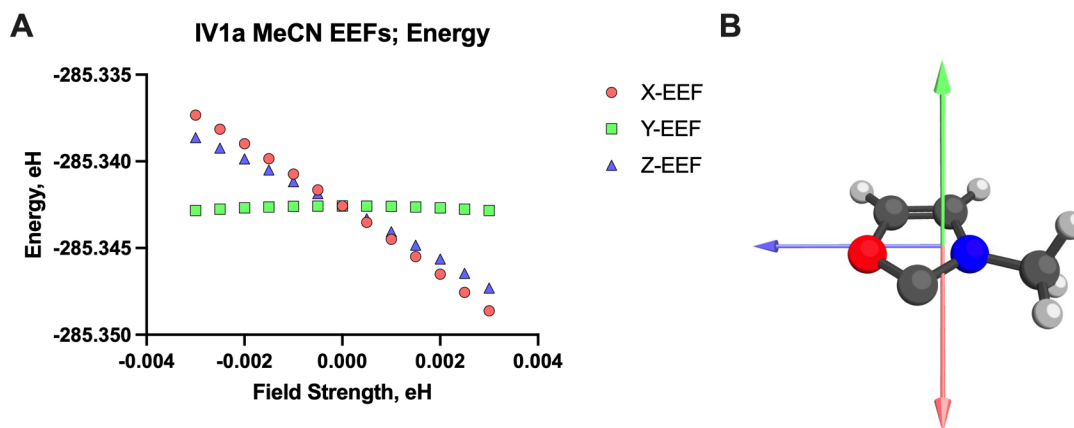 A
IV1a MeCN EEFs; Energy
B
-285.335
-285.340
-285.345
-285.350
Energy, eH
-0.004
-0.002
0.000
0.002
0.004
Field Strength, eH
X-EEF
Y-EEF
Z-EEF